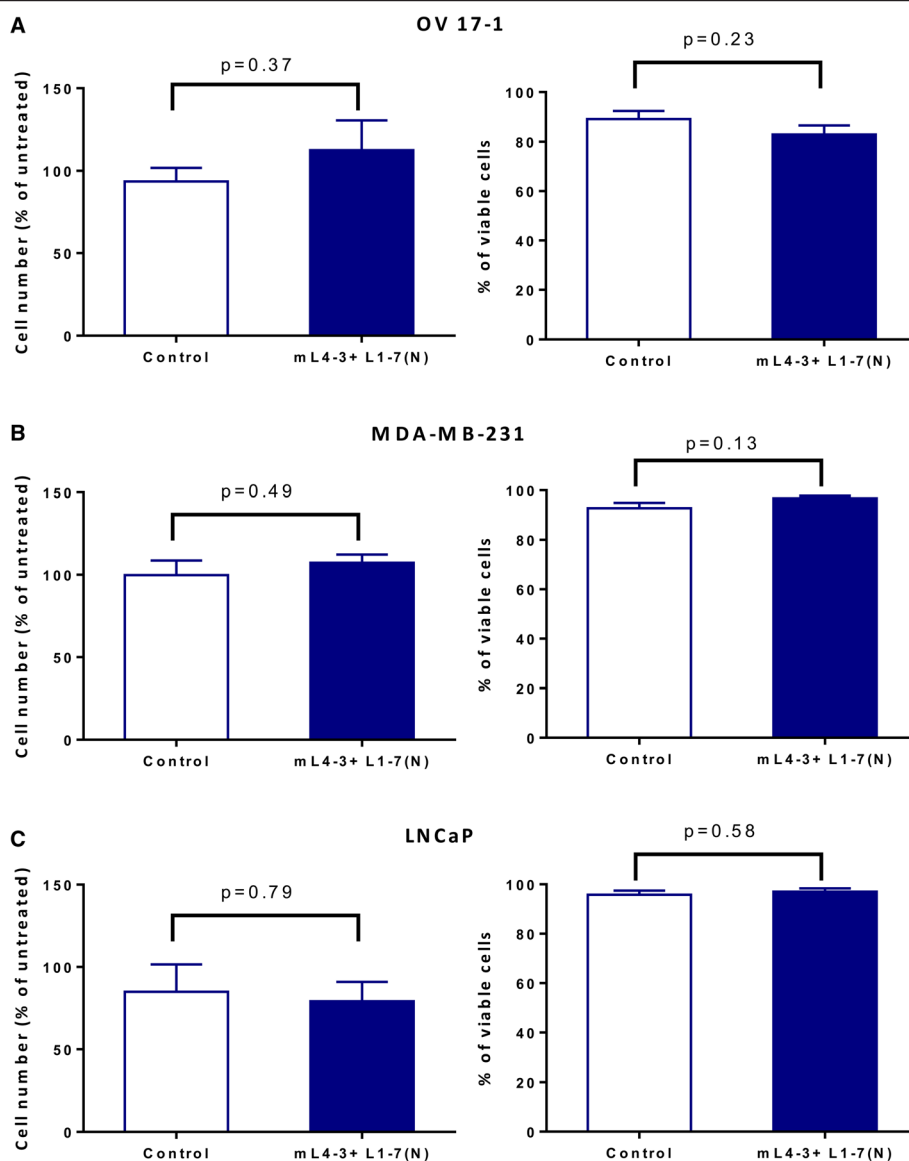 A
OV 17-1
p=0.37
Cell number (% of untreated)
150
100
50
0
Control
mL4-3+ L1-7(N)
p=0.23
% of viable cells
100
80
60
40
20
0
Control
mL4-3+ L1-7(N)
B
MDA-MB-231
p=0.49
Cell number (% of untreated)
150
100
50
0
Control
mL4-3+ L1-7(N)
p=0.13
% of viable cells
100
80
60
40
20
0
Control
mL4-3+ L1-7(N)
C
LNCaP
p=0.79
Cell number (% of untreated)
150
100
50
0
Control
mL4-3+ L1-7(N)
p=0.58
% of viable cells
100
80
60
40
20
0
Control
mL4-3+ L1-7(N)